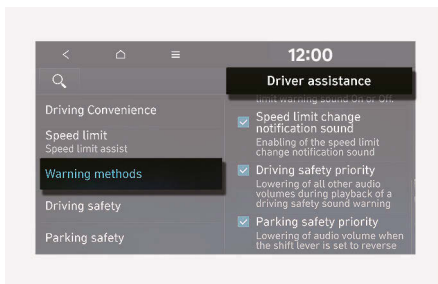 12:00
Driver assistance
Driving Convenience
Speed limit
Speed limit assist
Warning methods
Driving safety
Parking safety
limit warning sound On or Off.
Speed limit change
notification sound
Enabling of the speed limit
change notification sound
Driving safety priority
Lowering of all other audio
volumes during playback of a
driving safety sound warning
Parking safety priority
Lowering of audio volume when
the shift lever is set to reverse